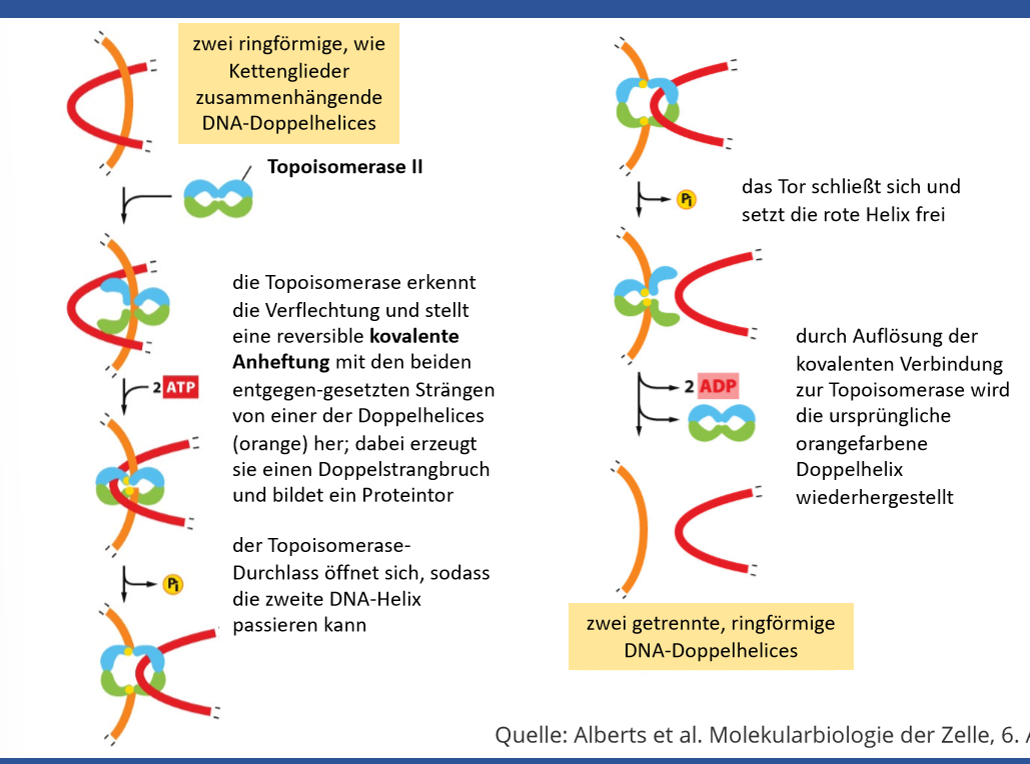 zwei ringförmige, wie
Kettenglieder
zusammenhängende
DNA-Doppelhelices
Topoisomerase II
die Topoisomerase erkennt
die Verflechtung und stellt
eine reversible kovalente
Anheftung mit den beiden
entgegen-gesetzten Strängen
von einer der Doppelhelices
(orange) her; dabei erzeugt
sie einen Doppelstrangbruch
und bildet ein Proteintor
2 ATP
der Topoisomerase-
Durchlass öffnet sich, sodass
die zweite DNA-Helix
passieren kann
Pi
Pi
das Tor schließt sich und
setzt die rote Helix frei
durch Auflösung der
kovalenten Verbindung
zur Topoisomerase wird
die ursprüngliche
orangefarbene
Doppelhelix
wiederhergestellt
2 ADP
zwei getrennte, ringförmige
DNA-Doppelhelices
Quelle: Alberts et al. Molekularbiologie der Zelle, 6.